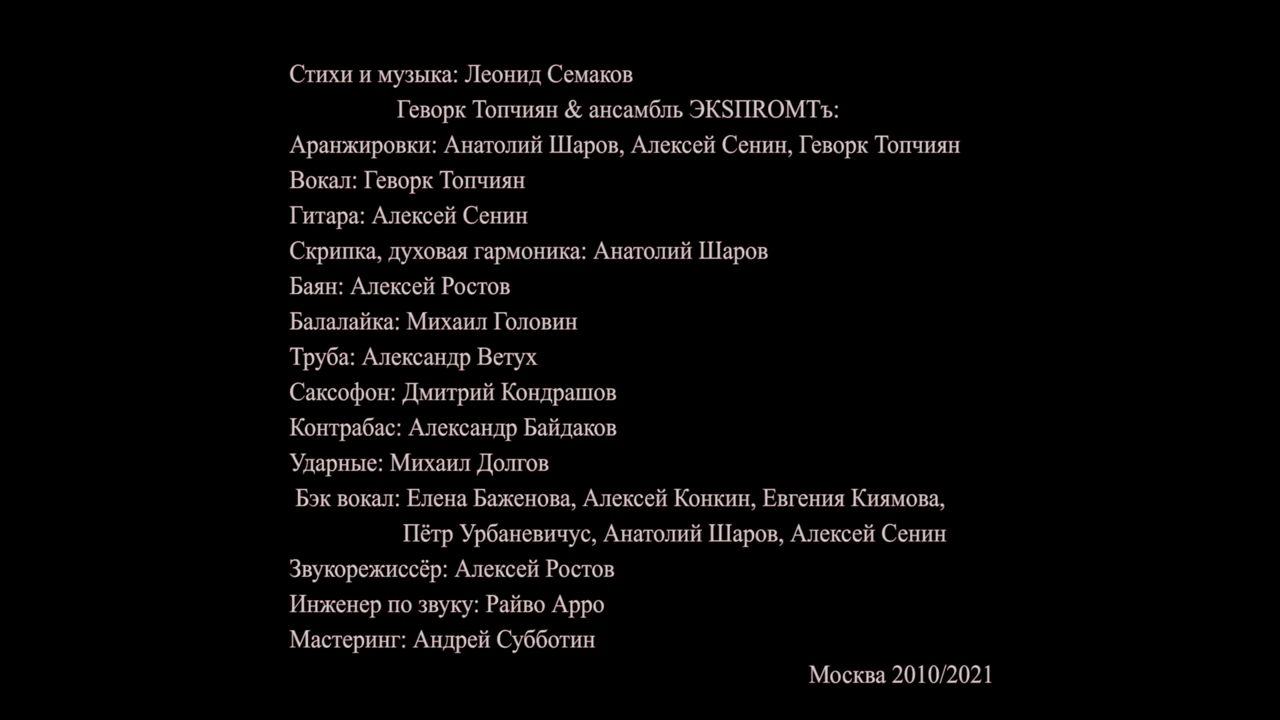 Стихи и музыка: Леонид Семаков
Геворк Топчиян & ансамбль ЭКSПRОМТъ:
Аранжировки: Анатолий Шаров, Алексей Сенин, Геворк Топчиян
Вокал: Геворк Топчиян
Гитара: Алексей Сенин
Скрипка, духовая гармоника: Анатолий Шаров
Баян: Алексей Ростов
Балалайка: Михаил Головин
Труба: Александр Ветух
Саксофон: Дмитрий Кондрашов
Контрабас: Александр Байдаков
Ударные: Михаил Долгов
Бэк вокал: Елена Баженова, Алексей Конкин, Евгения Киямова,
Пётр Урбаневичус, Анатолий Шаров, Алексей Сенин
Звукорежиссёр: Алексей Ростов
Инженер по звуку: Райво Арро
Мастеринг: Андрей Субботин
Москва 2010/2021